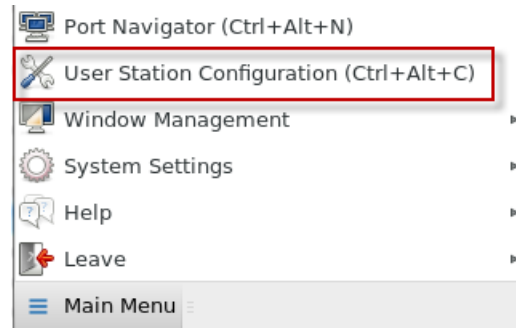 Port Navigator (Ctrl+Alt+N)
User Station Configuration (Ctrl+Alt+C)
Window Management
System Settings
Help
Leave
Main Menu